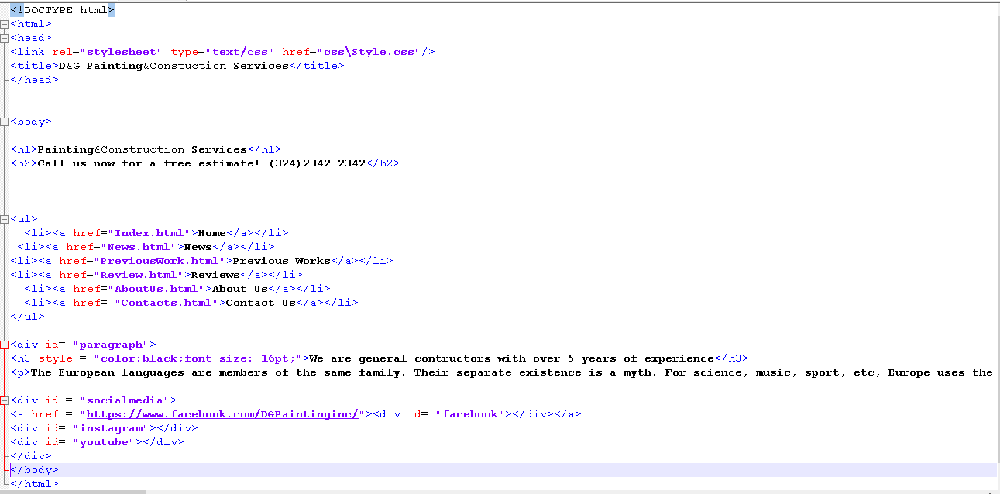 <!DOCTYPE html>
<html>
<head>
<link rel="stylesheet" type="text/css" href="css\Style.css"/>
<title>D&G Painting&Constuction Services</title>
</head>
<body>
<h1>Painting&Construction Services</h1>
<h2>Call us now for a free estimate! (324)2342-2342</h2>
<ul>
<li><a href="Index.html">Home</a></li>
<li><a href="News.html">News</a></li>
<li><a href="PreviousWork.html">Previous Works</a></li>
<li><a href="Review.html">Reviews</a></li>
<li><a href="AboutUs.html">About Us</a></li>
<li><a href= "Contacts.html">Contact Us</a></li>
</ul>
<div id= "paragraph">
<h3 style = "color:black;font-size: 16pt;">We are general contructors with over 5 years of experience</h3>
<p>The European languages are members of the same family. Their separate existence is a myth. For science, music, sport, etc, Europe uses the
<div id = "socialmedia">
<a href = "https://www.facebook.com/DGPaintinginc/"><div id= "facebook"></div></a>
<div id= "instagram"></div>
<div id= "youtube"></div>
</div>
</body>
</html>